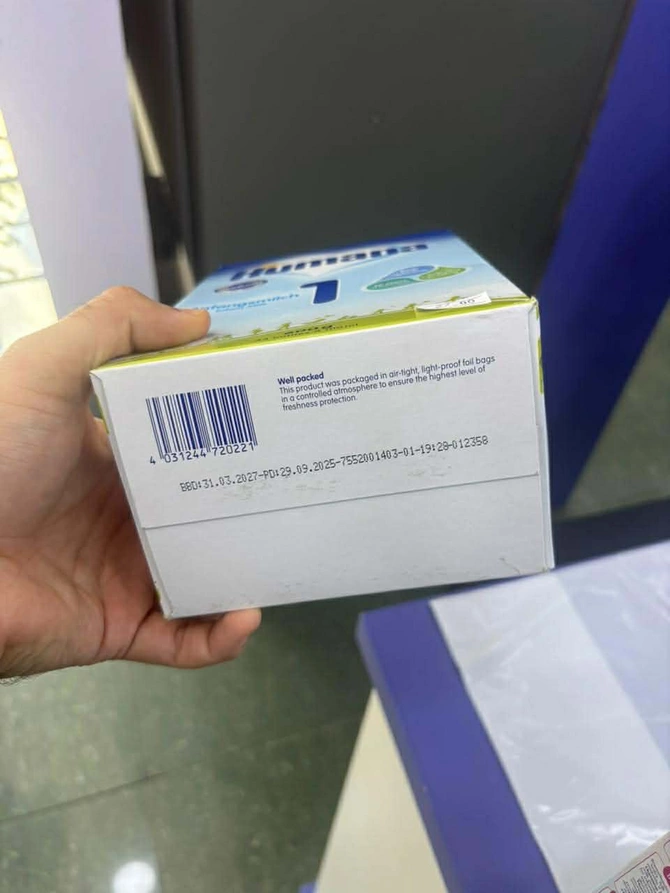 Humana
1
Anfangsmilch
Well packed
This product was packaged in air-tight, light-proof foil bags
in a controlled atmosphere to ensure the highest level of
freshness protection.
4 031244 720221
BBD:31.03.2027-PD:29.09.2025-7552001403-01-19:28-012358